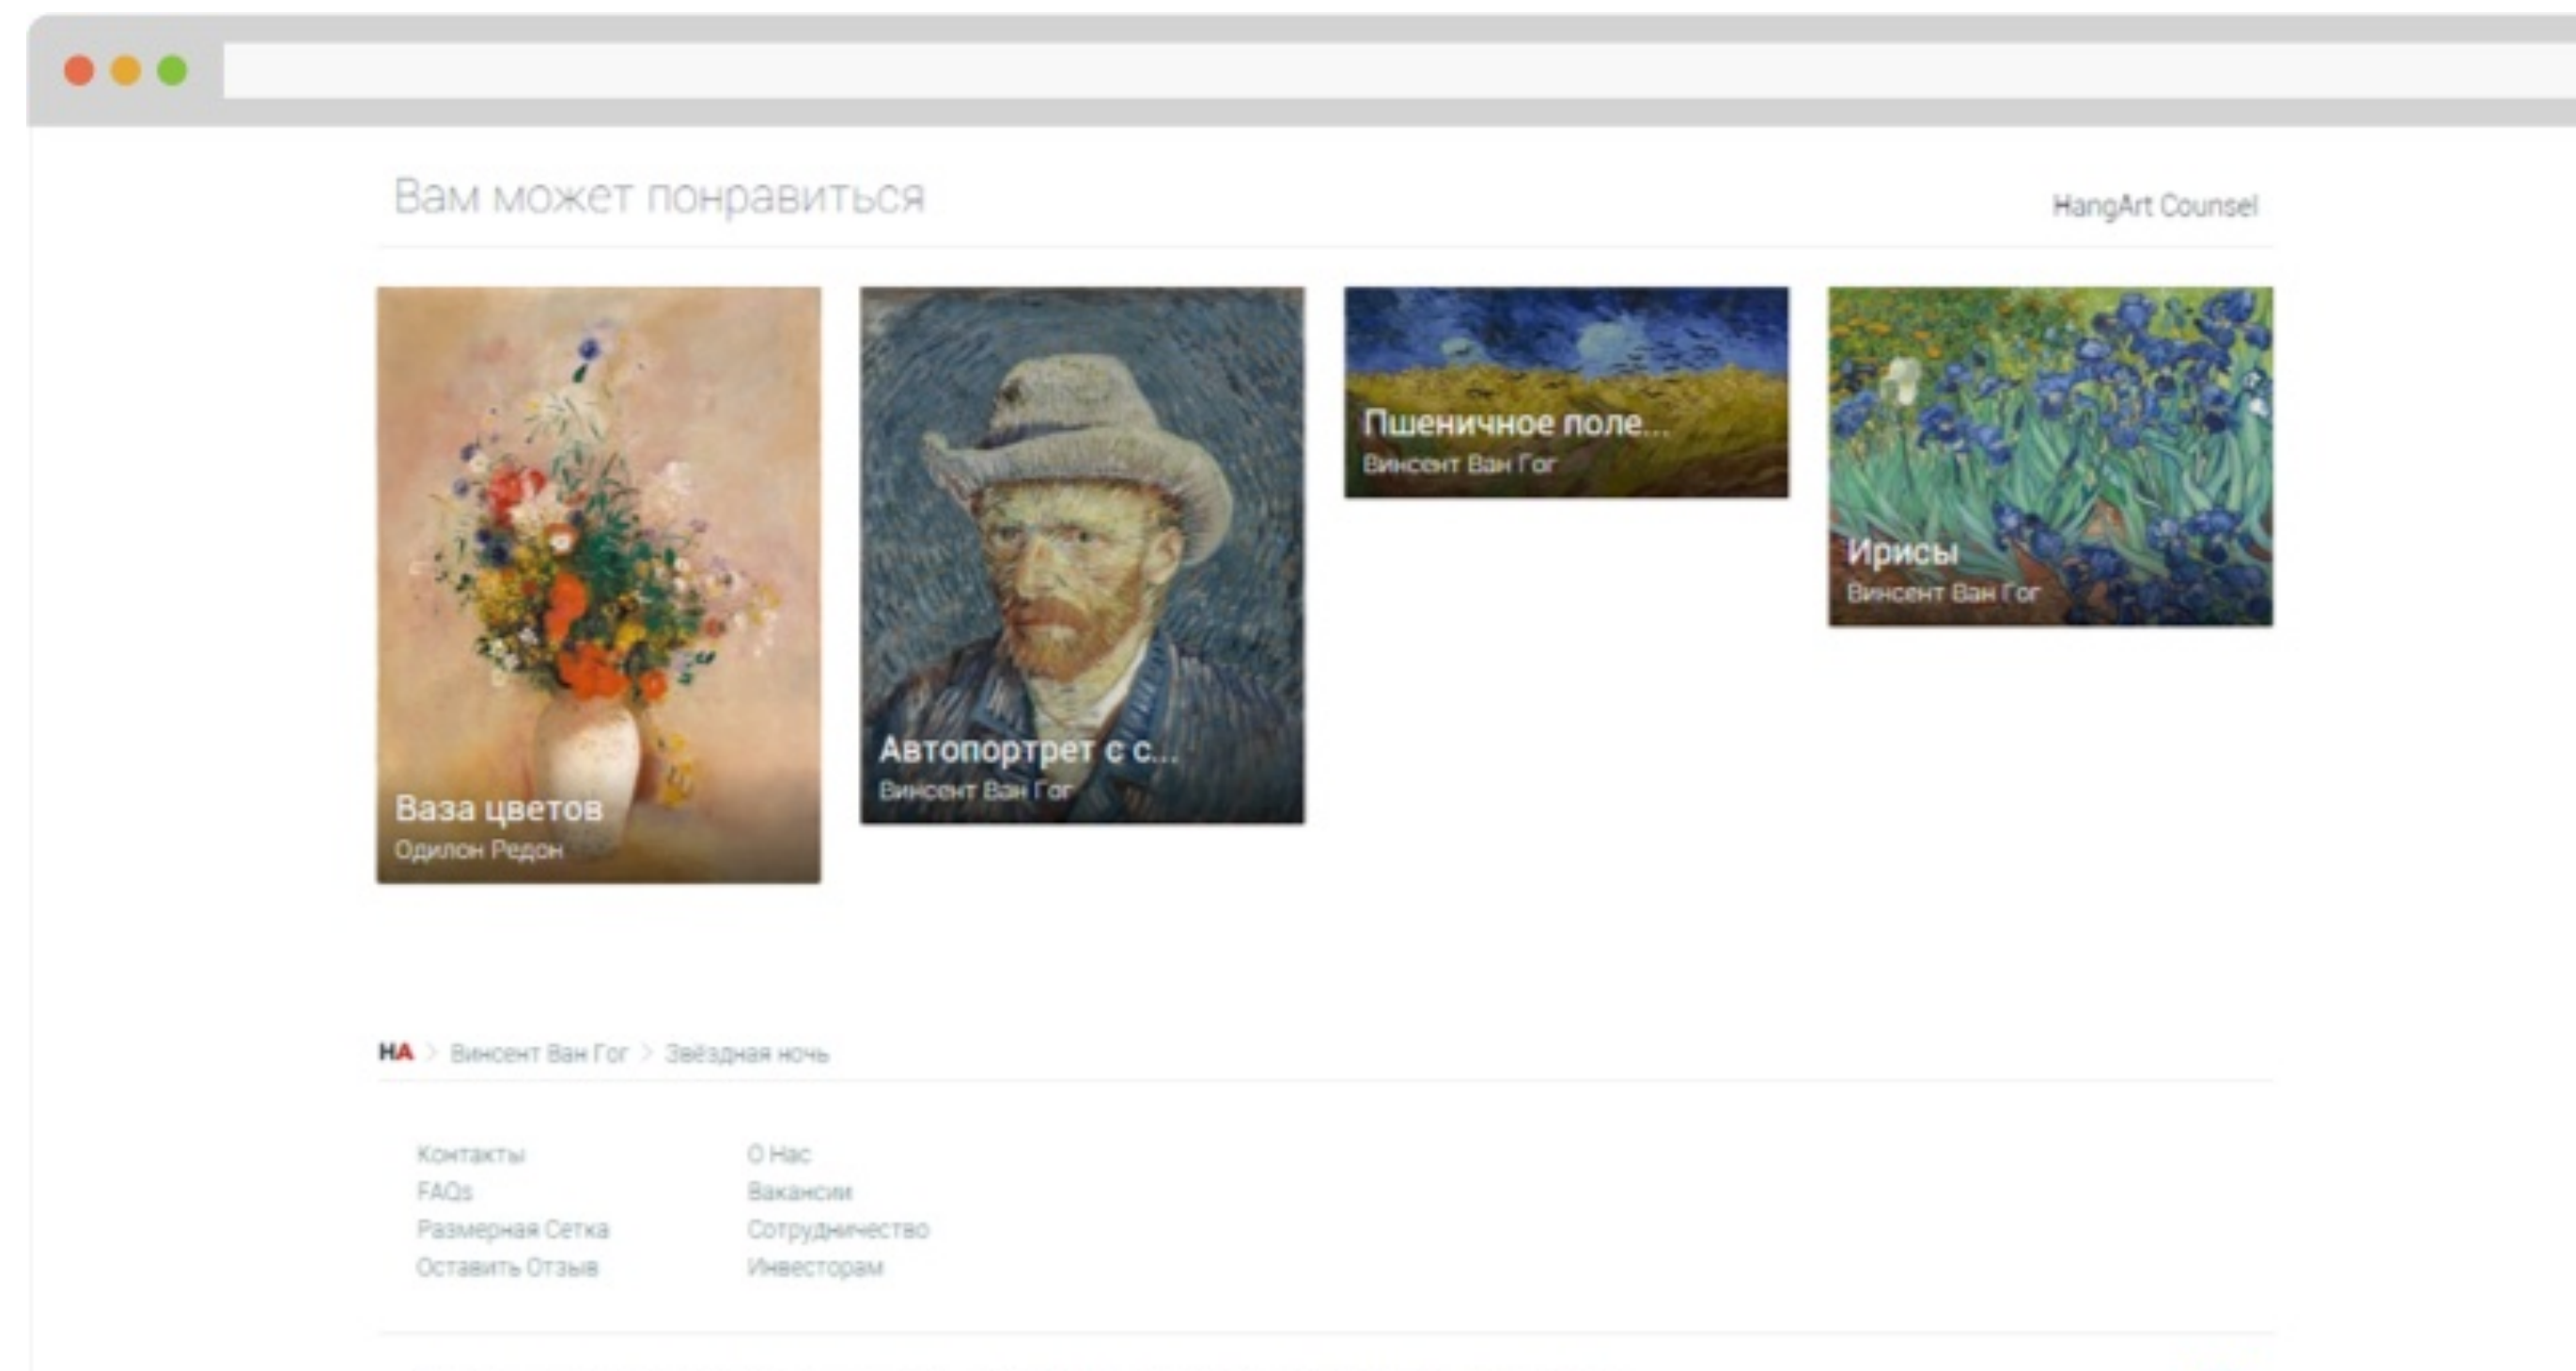 Вам может понравиться
HangArt Counsel
Ваза цветов
Одилон Редон
Автопортрет с с...
Винсент Ван Гог
Пшеничное поле...
Винсент Ван Гог
Ирисы
Винсент Ван Гог
HA > Винсент Ван Гог > Звёздная ночь
Контакты
FAQs
Размерная Сетка
Оставить Отзыв
О Нас
Вакансии
Сотрудничество
Инвесторам